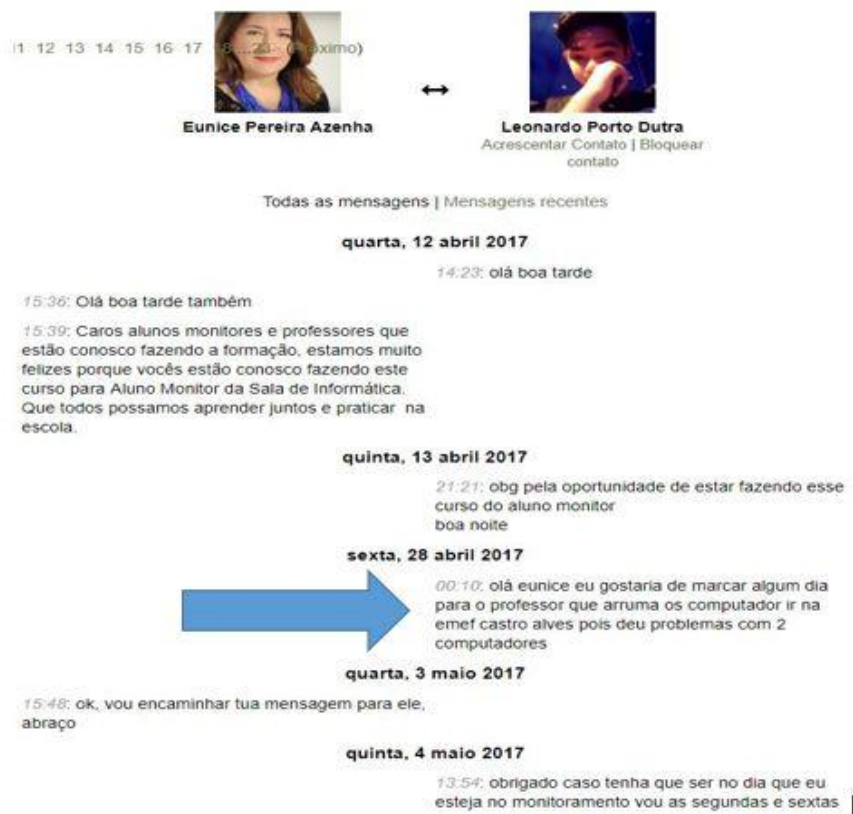 11 12 13 14 15 16 17 18 ... 23 (Próximo)
Eunice Pereira Azenha
Leonardo Porto Dutra
Acrescentar Contato | Bloquear
contato
Todas as mensagens | Mensagens recentes
quarta, 12 abril 2017
14:23: olá boa tarde
15:36: Olá boa tarde também
15:39: Caros alunos monitores e professores que
estão conosco fazendo a formação, estamos muito
felizes porque vocês estão conosco fazendo este
curso para Aluno Monitor da Sala de Informática.
Que todos possamos aprender juntos e praticar na
escola.
quinta, 13 abril 2017
21:21: obg pela oportunidade de estar fazendo esse
curso do aluno monitor
boa noite
sexta, 28 abril 2017
00:10: olá eunice eu gostaria de marcar algum dia
para o professor que arruma os computador ir na
emef castro alves pois deu problemas com 2
computadores
quarta, 3 maio 2017
15:48: ok, vou encaminhar tua mensagem para ele,
abraço
quinta, 4 maio 2017
13:54: obrigado caso tenha que ser no dia que eu
esteja no monitoramento vou as segundas e sextas